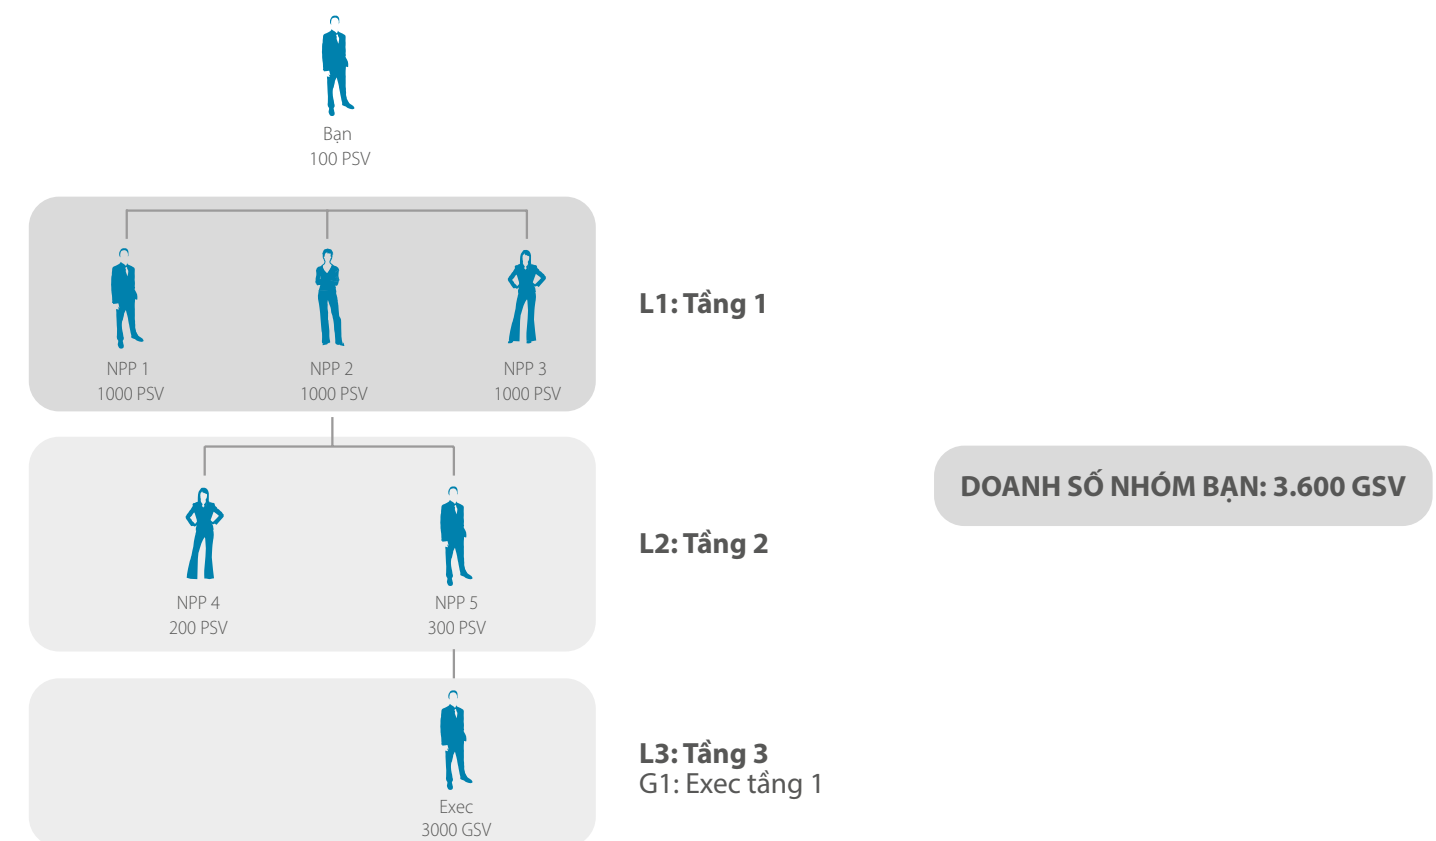 Bạn
100 PSV
NPP 1
1000 PSV
NPP 2
1000 PSV
NPP 3
1000 PSV
L1: Tầng 1
NPP 4
200 PSV
NPP 5
300 PSV
L2: Tầng 2
DOANH SỐ NHÓM BẠN: 3.600 GSV
Exec
3000 GSV
L3: Tầng 3
G1: Exec tầng 1